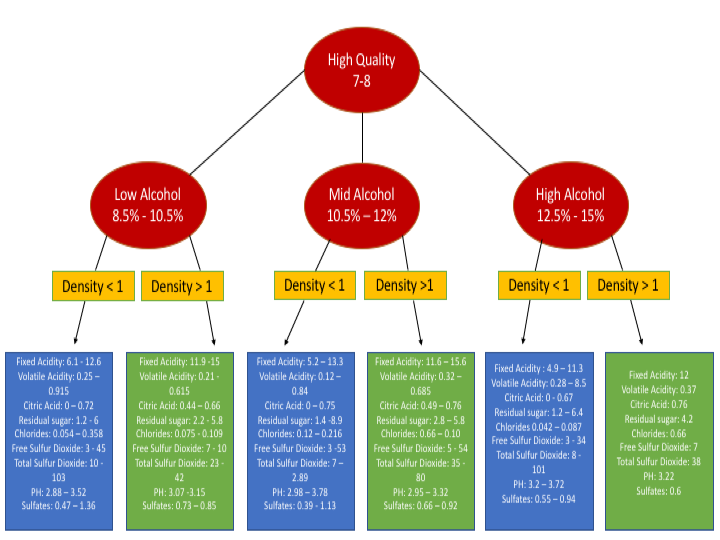 High Quality
7-8
Low Alcohol
8.5% - 10.5%
Mid Alcohol
10.5% – 12%
High Alcohol
12.5% - 15%
Density < 1
Density > 1
Density < 1
Density >1
Density < 1
Density > 1
Fixed Acidity: 6.1 - 12.6
Volatile Acidity: 0.25 –
0.915
Citric Acid: 0 – 0.72
Residual sugar: 1.2 - 6
Chlorides: 0.054 – 0.358
Free Sulfur Dioxide: 3 - 45
Total Sulfur Dioxide: 10 -
103
PH: 2.88 – 3.52
Sulfates: 0.47 – 1.36
Fixed Acidity: 11.9 -15
Volatile Acidity: 0.21 -
0.615
Citric Acid: 0.44 – 0.66
Residual sugar: 2.2 - 5.8
Chlorides: 0.075 - 0.109
Free Sulfur Dioxide: 7 - 10
Total Sulfur Dioxide: 23 -
42
PH: 3.07 -3.15
Sulfates: 0.73 – 0.85
Fixed Acidity: 5.2 – 13.3
Volatile Acidity: 0.12 –
0.84
Citric Acid: 0 – 0.75
Residual sugar: 1.4 -8.9
Chlorides: 0.12 – 0.216
Free Sulfur Dioxide: 3 -53
Total Sulfur Dioxide: 7 –
2.89
PH: 2.98 – 3.78
Sulfates: 0.39 - 1.13
Fixed Acidity: 11.6 – 15.6
Volatile Acidity: 0.32 –
0.685
Citric Acid: 0.49 – 0.76
Residual sugar: 2.8 – 5.8
Chlorides: 0.66 – 0.10
Free Sulfur Dioxide: 5 - 54
Total Sulfur Dioxide: 35 -
80
PH: 2.95 – 3.32
Sulfates: 0.66 – 0.92
Fixed Acidity : 4.9 – 11.3
Volatile Acidity: 0.28 – 8.5
Citric Acid: 0 - 0.67
Residual sugar: 1.2 – 6.4
Chlorides 0.042 – 0.087
Free Sulfur Dioxide: 3 - 34
Total Sulfur Dioxide: 8 -
101
PH: 3.2 – 3.72
Sulfates: 0.55 – 0.94
Fixed Acidity: 12
Volatile Acidity: 0.37
Citric Acid: 0.76
Residual sugar: 4.2
Chlorides: 0.66
Free Sulfur Dioxide: 7
Total Sulfur Dioxide: 38
PH: 3.22
Sulfates: 0.6